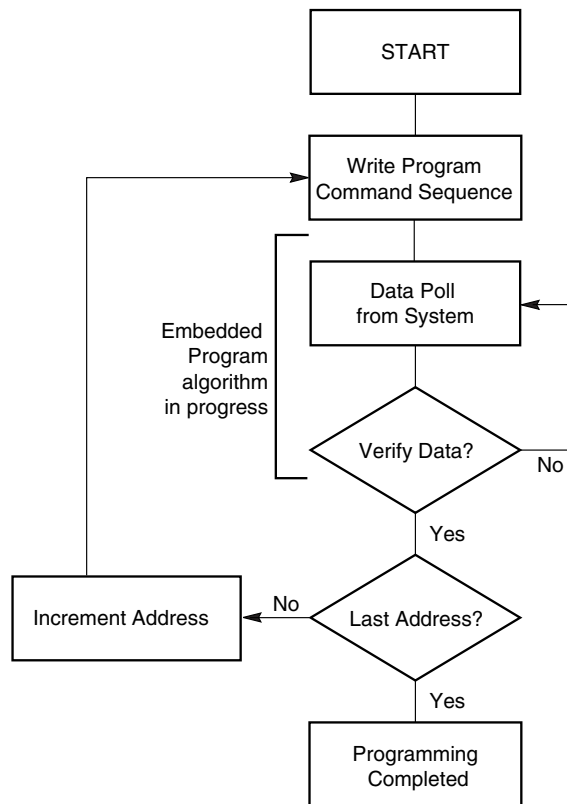 START
Write Program
Command Sequence
Data Poll
from System
Embedded
Program
algorithm
in progress
Verify Data?
No
Yes
Increment Address
No
Last Address?
Yes
Programming
Completed